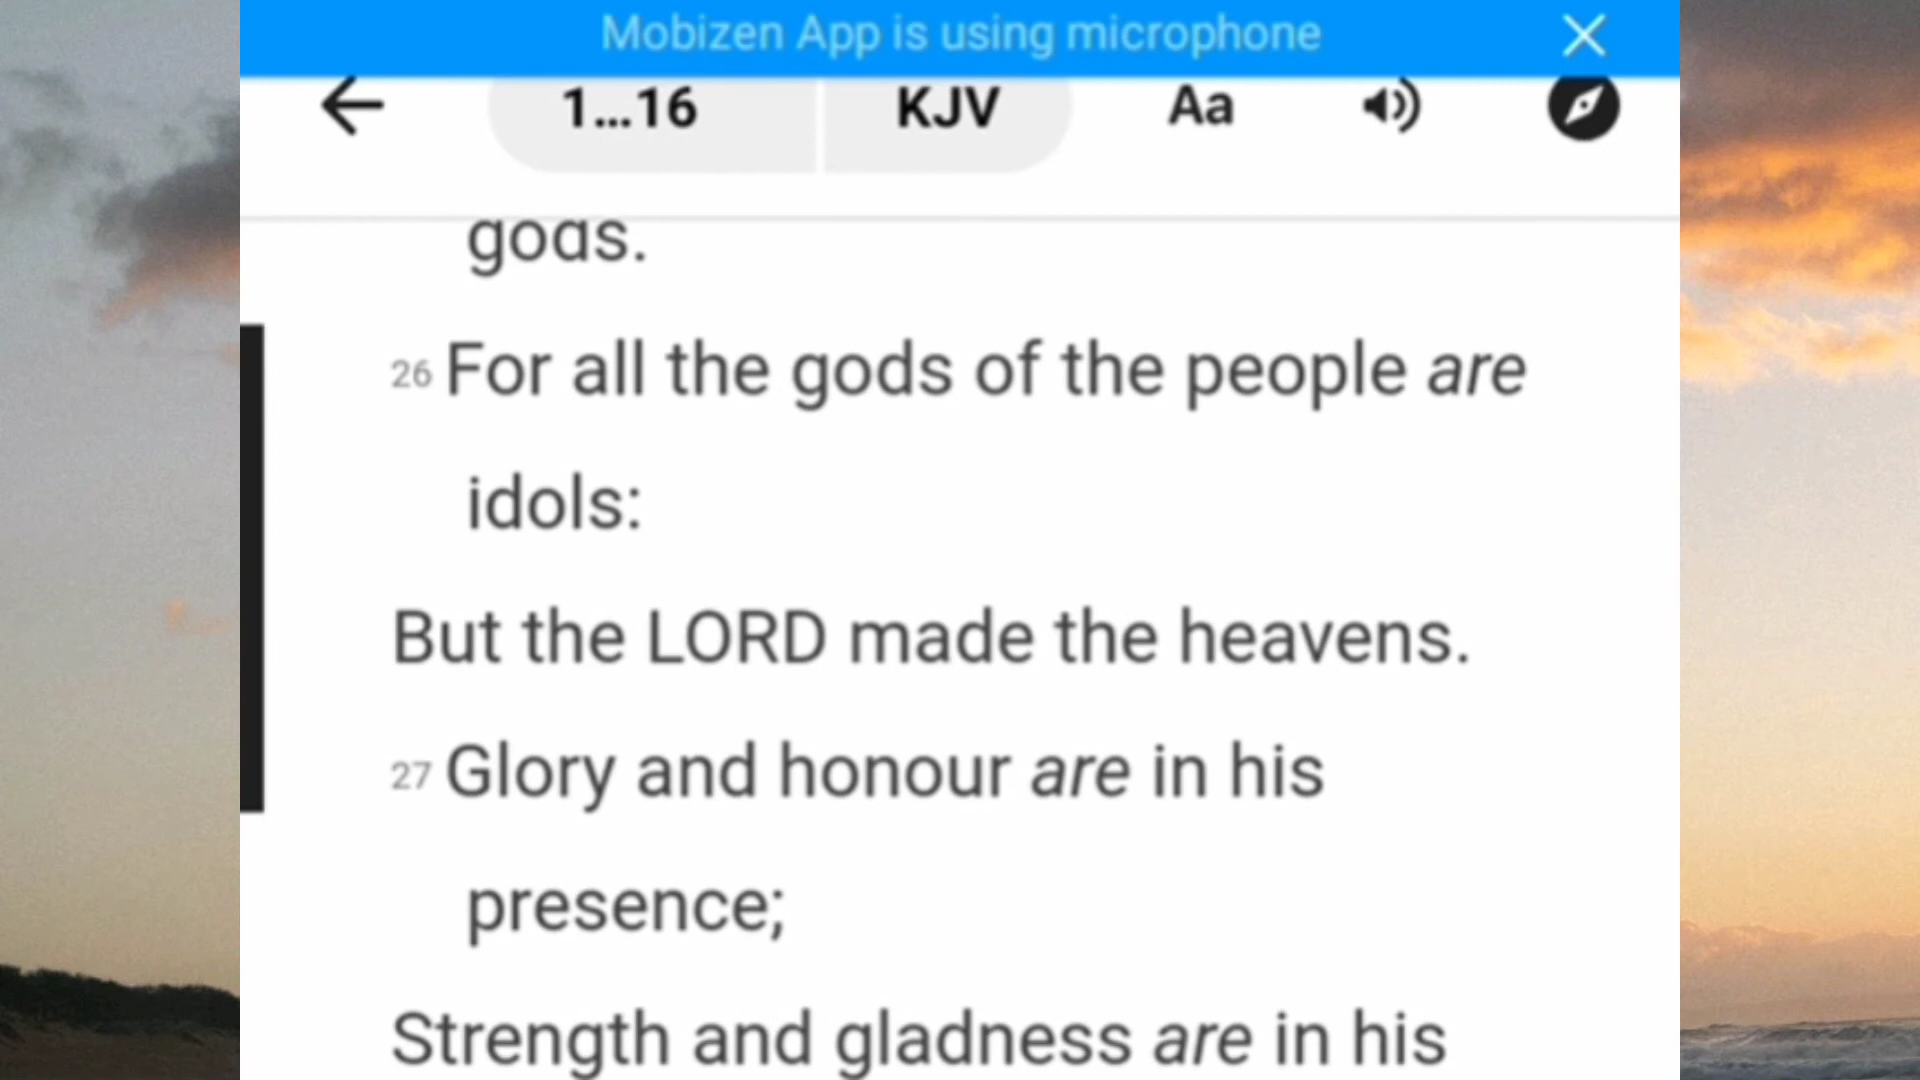 Mobizen App is using microphone
1...16 KJV Aa
gods.
26 For all the gods of the people are
idols:
But the LORD made the heavens.
27 Glory and honour are in his
presence;
Strength and gladness are in his